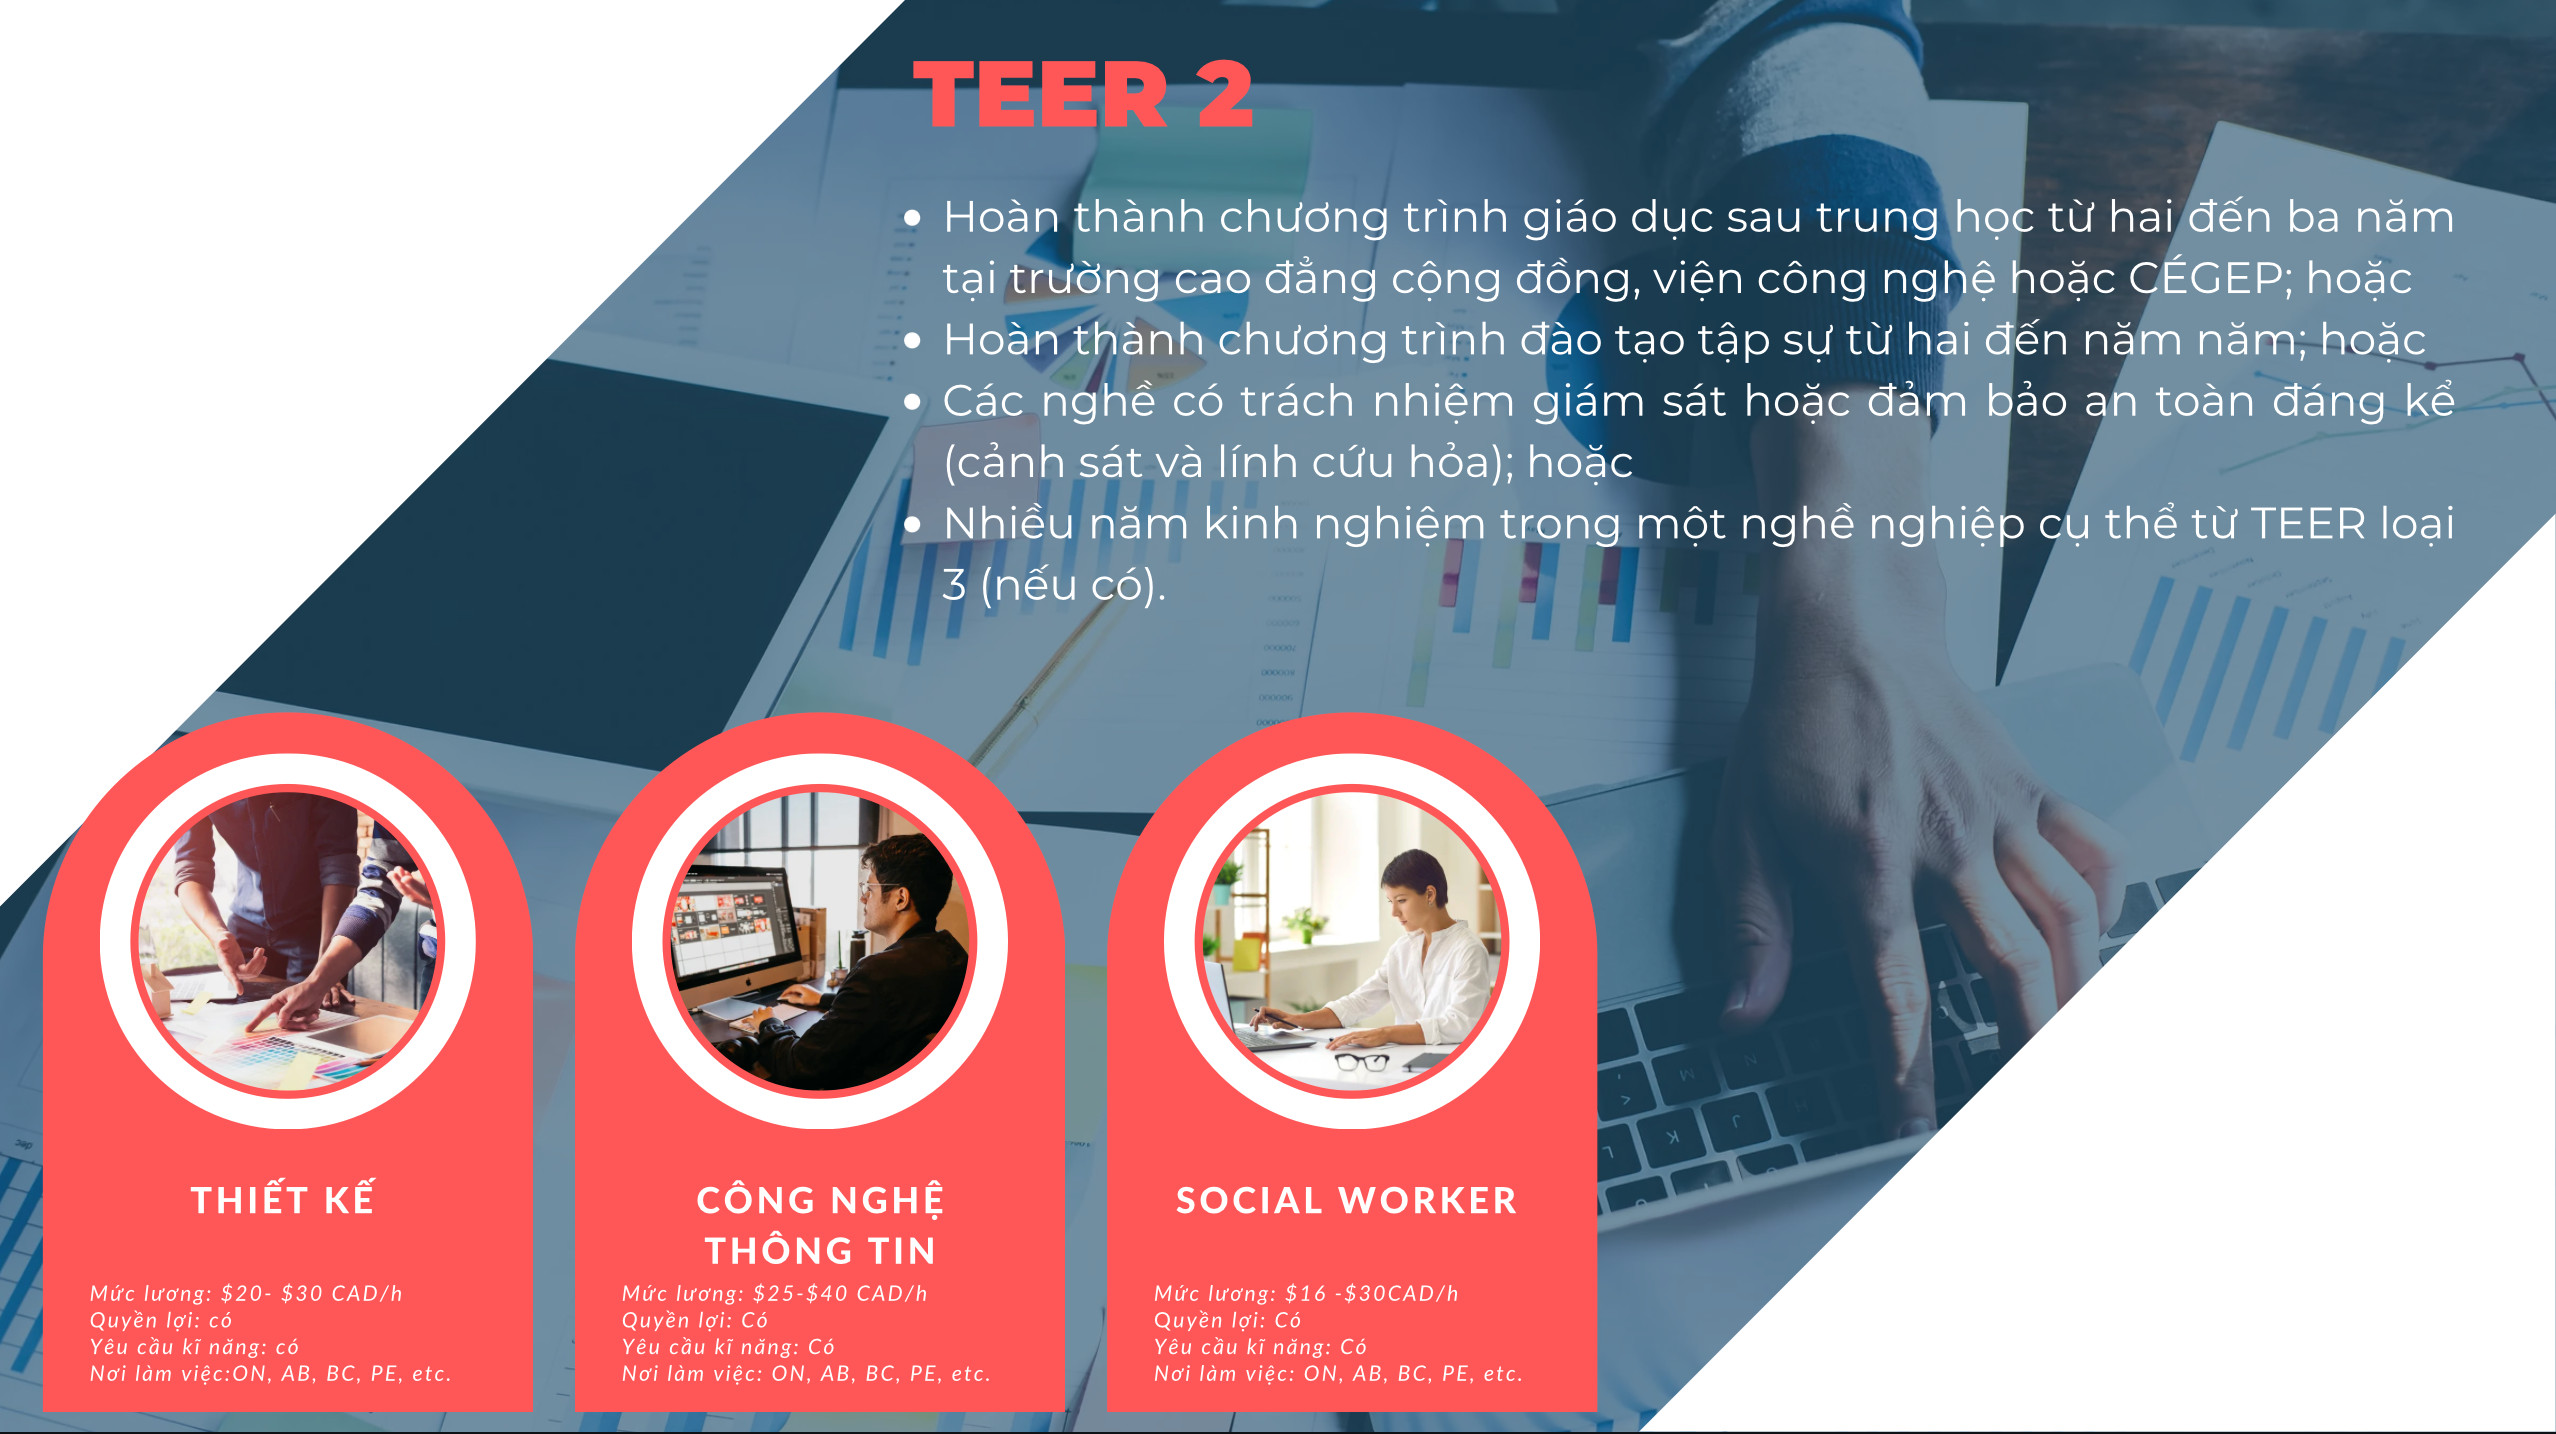 TEER 2
Hoàn thành chương trình giáo dục sau trung học từ hai đến ba năm
tại trường cao đẳng cộng đồng, viện công nghệ hoặc CÉGEP; hoặc
Hoàn thành chương trình đào tạo tập sự từ hai đến năm năm; hoặc
Các nghề có trách nhiệm giám sát hoặc đảm bảo an toàn đáng kể
(cảnh sát và lính cứu hỏa); hoặc
Nhiều năm kinh nghiệm trong một nghề nghiệp cụ thể từ TEER loại
3 (nếu có).
THIẾT KẾ
Mức lương: $20- $30 CAD/h
Quyền lợi: có
Yêu cầu kĩ năng: có
Nơi làm việc:ON, AB, BC, PE, etc.
CÔNG NGHỆ
THÔNG TIN
Mức lương: $25-$40 CAD/h
Quyền lợi: Có
Yêu cầu kĩ năng: Có
Nơi làm việc: ON, AB, BC, PE, etc.
SOCIAL WORKER
Mức lương: $16 -$30CAD/h
Quyền lợi: Có
Yêu cầu kĩ năng: Có
Nơi làm việc: ON, AB, BC, PE, etc.